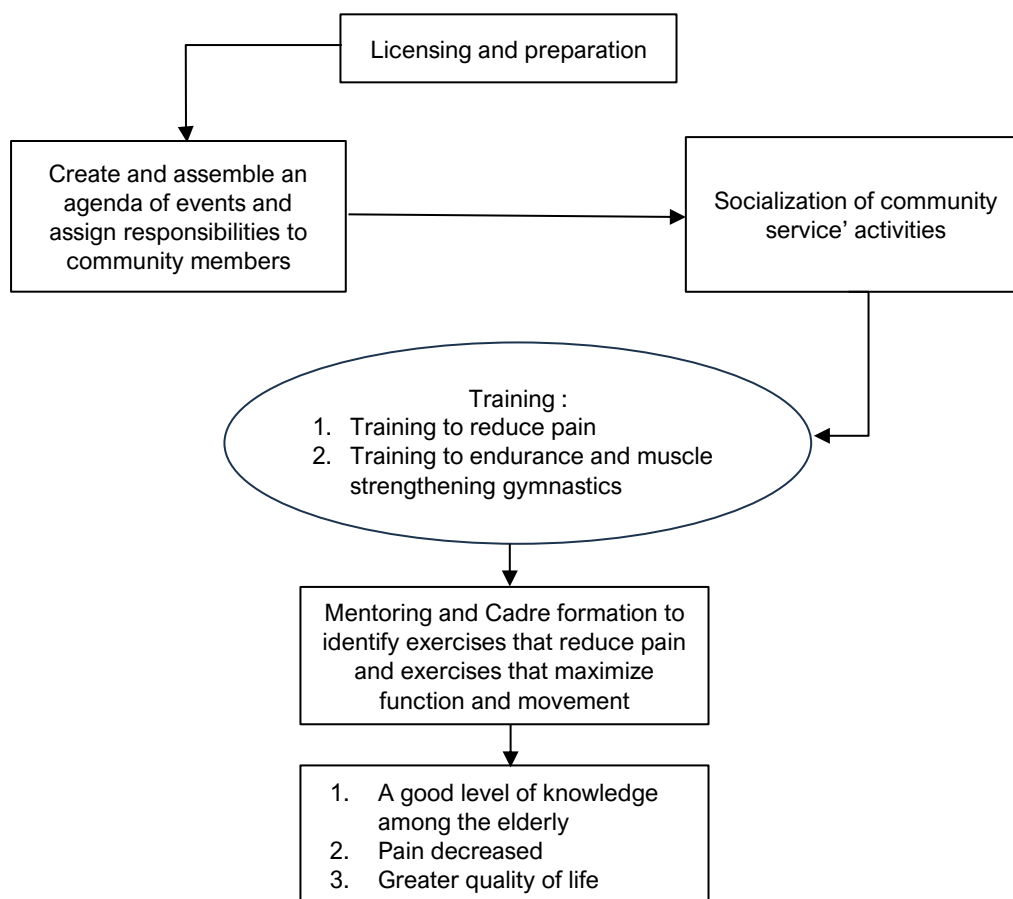 Licensing and preparation
Create and assemble an
agenda of events and
assign responsibilities to
community members
Socialization of community
service’ activities
Training :
1. Training to reduce pain
2. Training to endurance and muscle
strengthening gymnastics
Mentoring and Cadre formation to
identify exercises that reduce pain
and exercises that maximize
function and movement
1. A good level of knowledge
among the elderly
2. Pain decreased
3. Greater quality of life